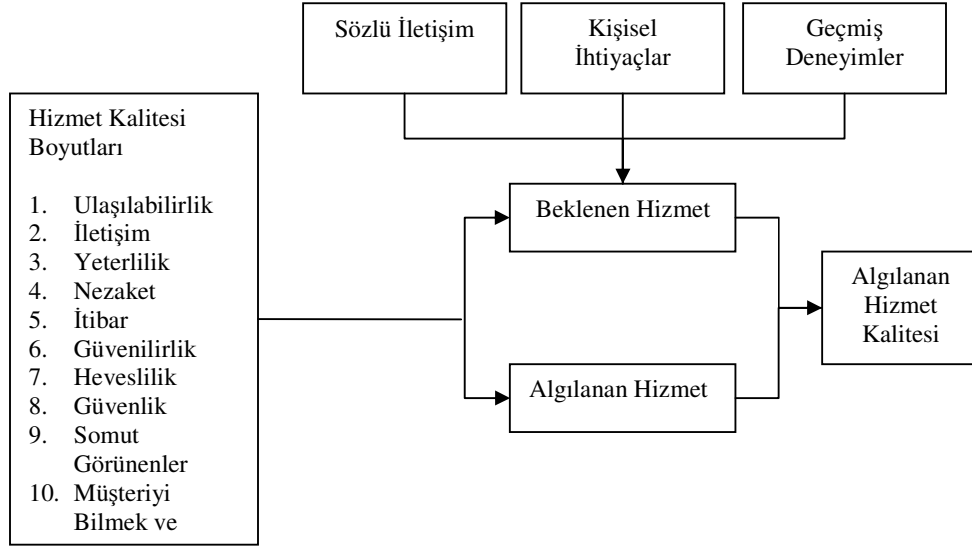 Sözlü İletişim
Kişisel
İhtiyaçlar
Geçmiş
Deneyimler
Hizmet Kalitesi
Boyutları
1. Ulaşılabilirlik
2. İletişim
3. Yeterlilik
4. Nezaket
5. İtibar
6. Güvenilirlik
7. Heveslilik
8. Güvenlik
9. Somut
Görünenler
10. Müşteriyi
Bilmek ve
Beklenen Hizmet
Algılanan Hizmet
Algılanan
Hizmet
Kalitesi